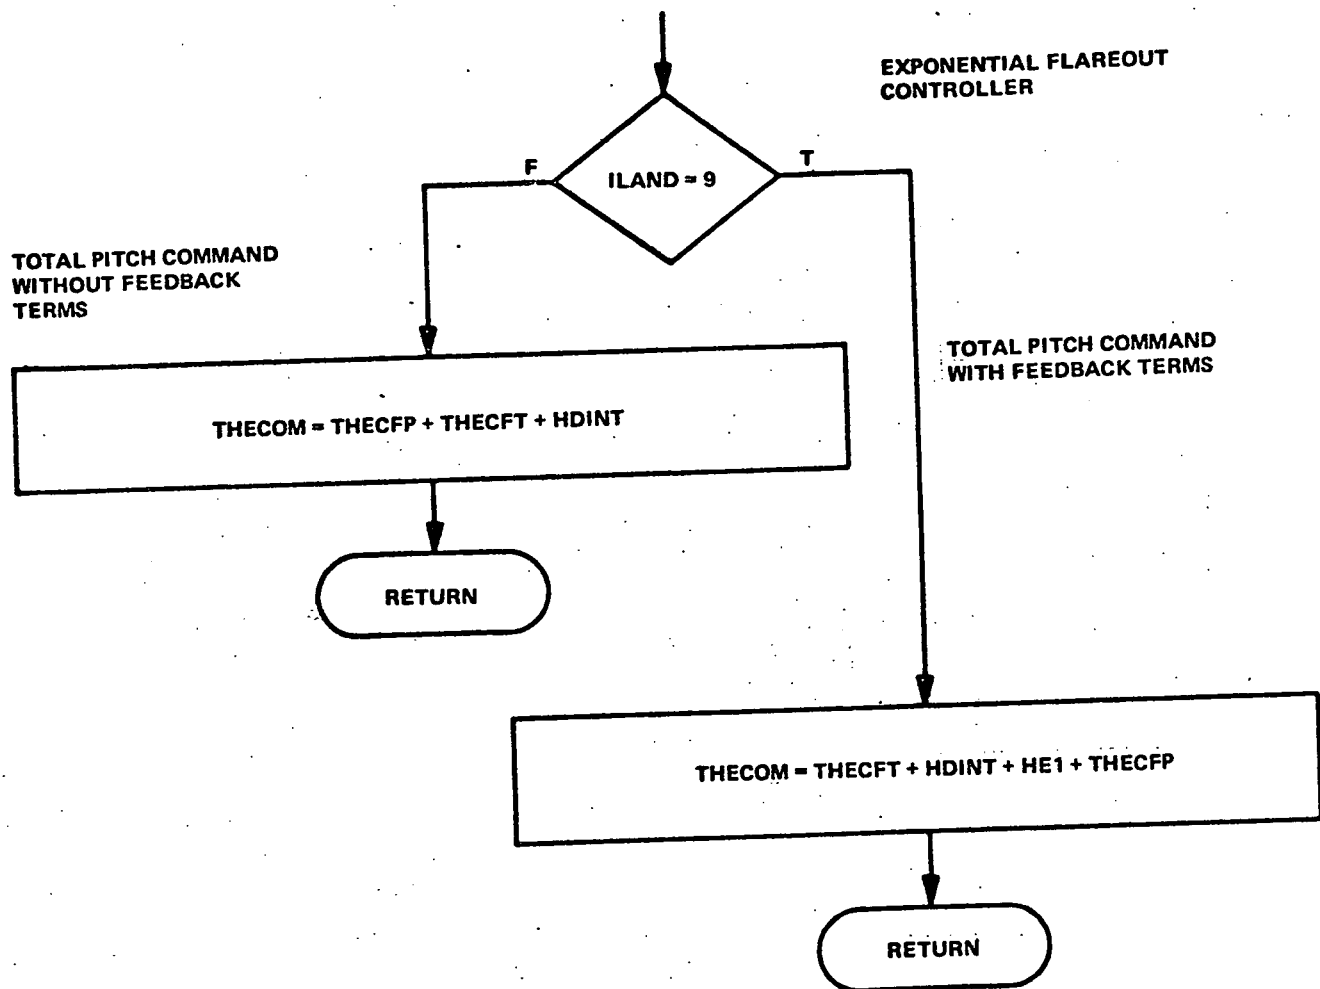 EXPONENTIAL FLAREOUT
CONTROLLER
F
T
ILAND = 9
TOTAL PITCH COMMAND
WITHOUT FEEDBACK
TERMS
TOTAL PITCH COMMAND
WITH FEEDBACK TERMS
THECOM = THECFP + THECFT + HDINT
RETURN
THECOM = THECFT + HDINT + HE1 + THECFP
RETURN